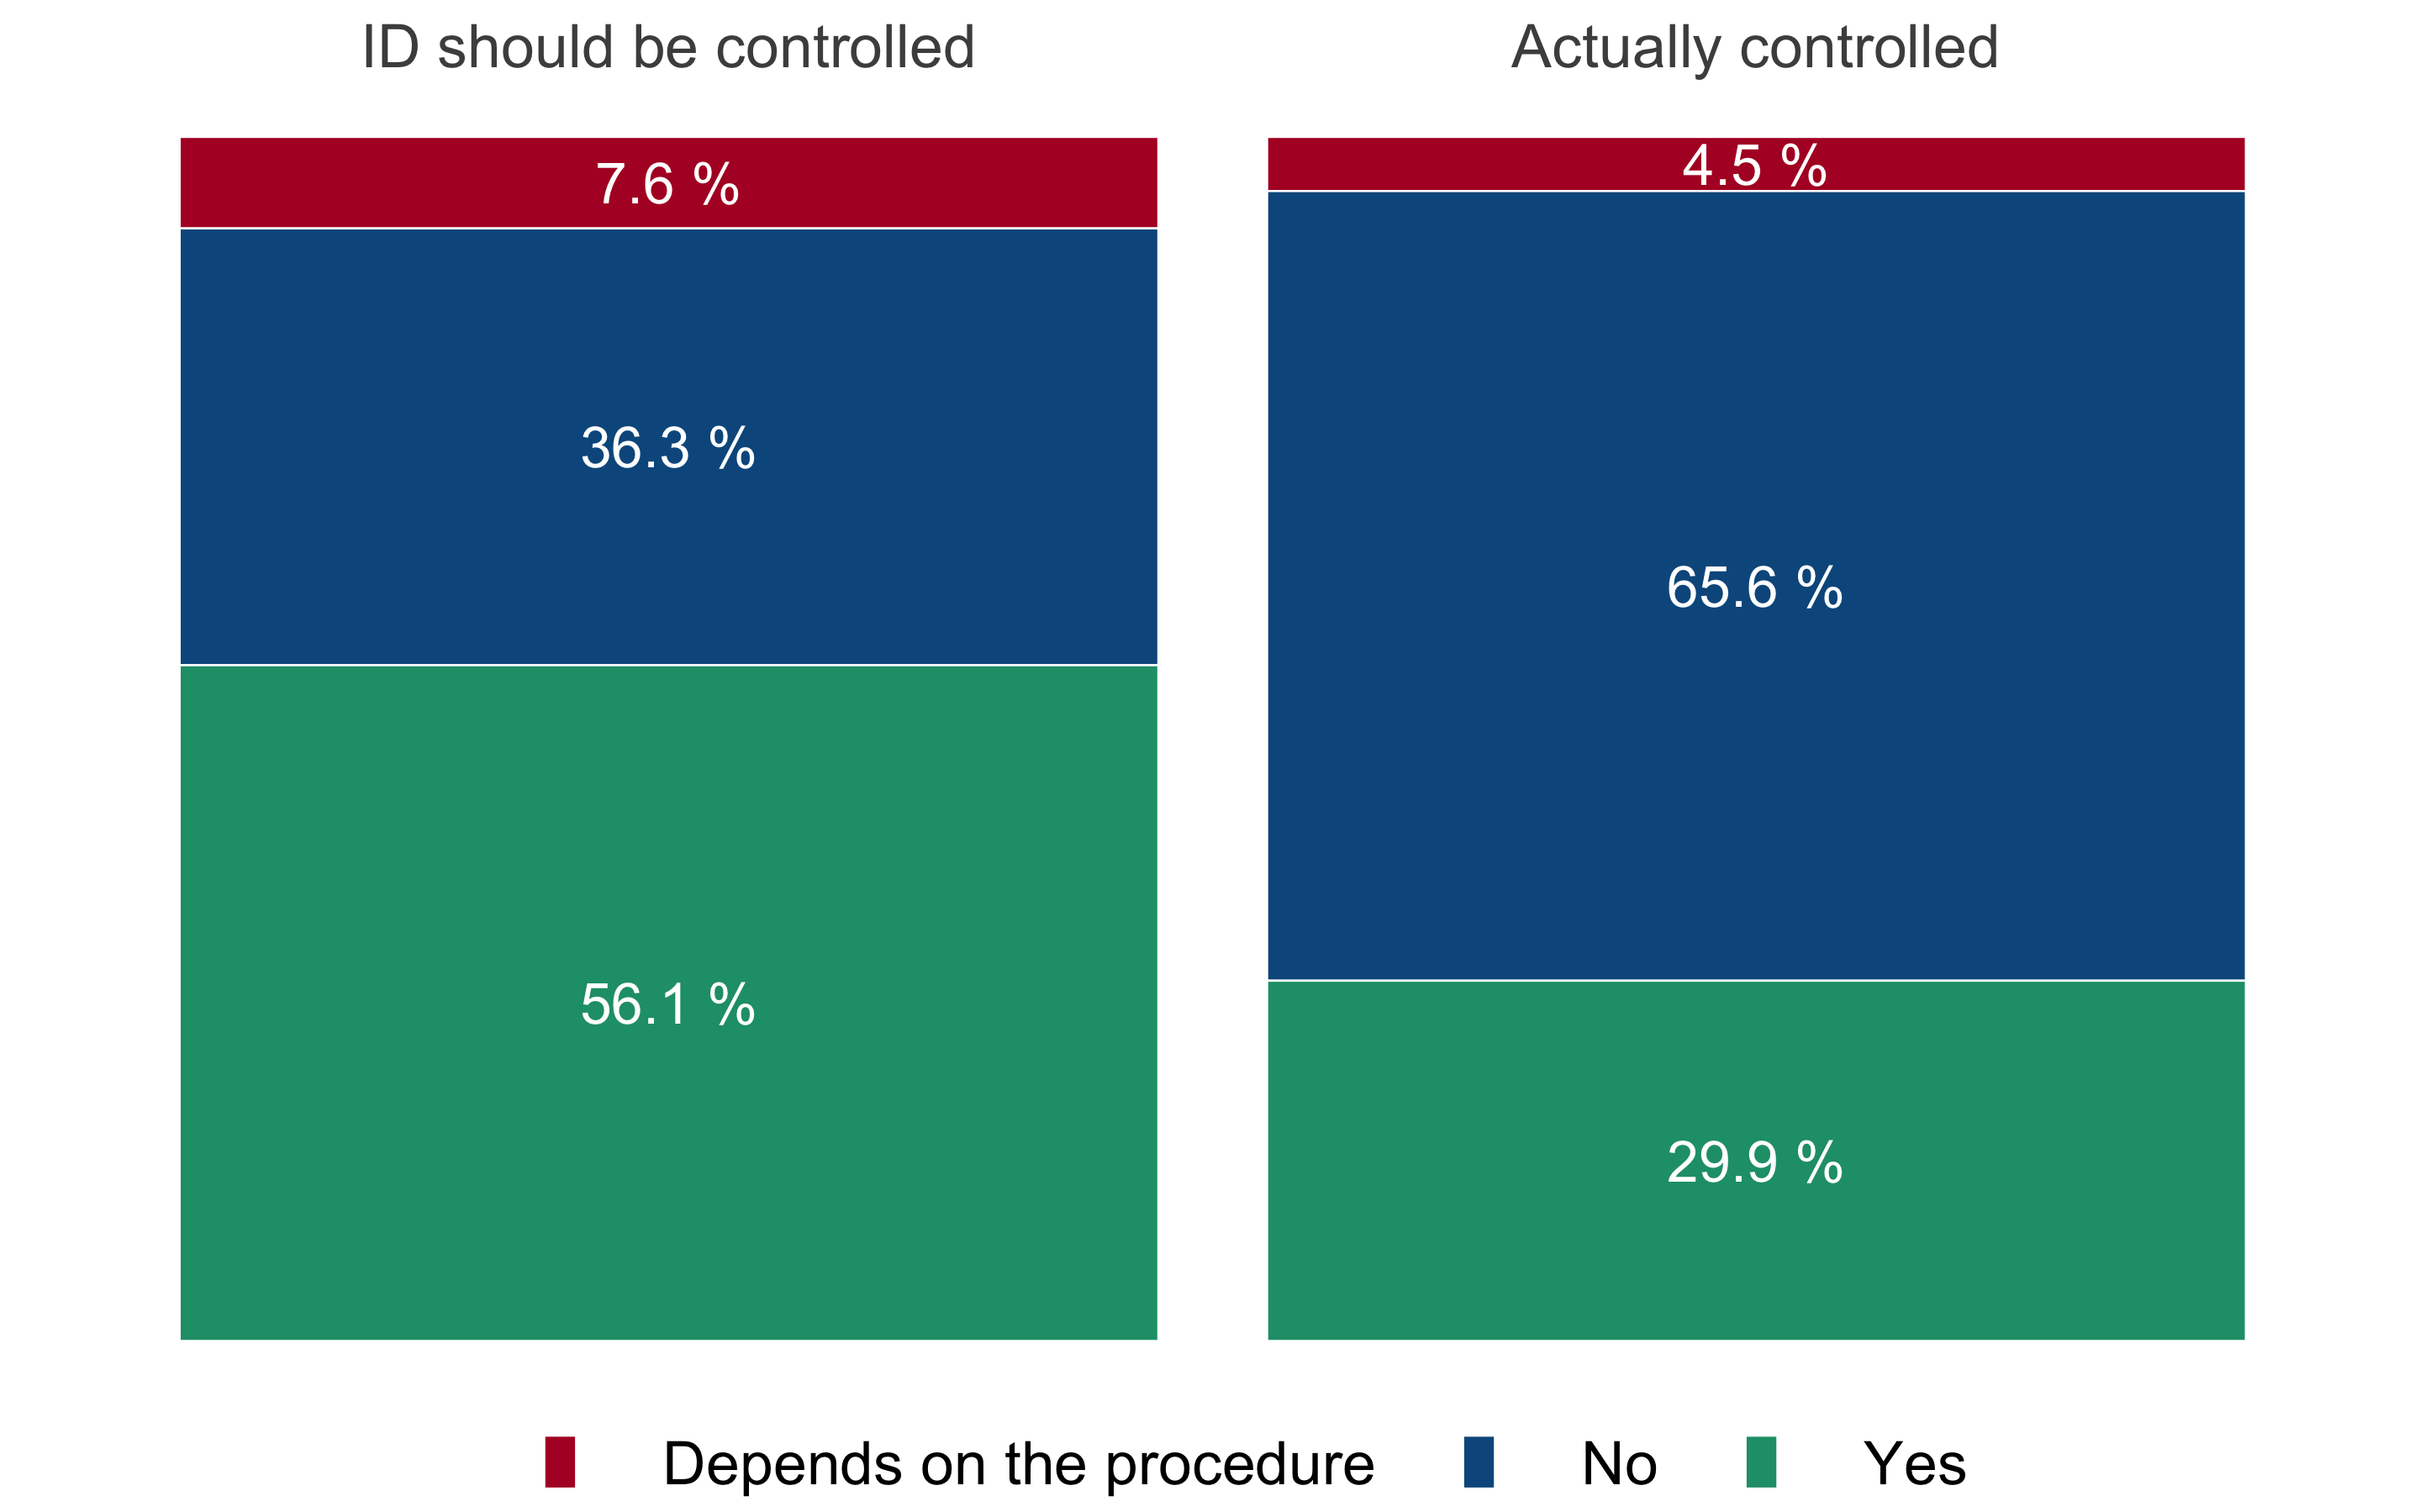 ID should be controlled
Actually controlled
7.6 %
36.3 %
56.1 %
4.5 %
65.6 %
29.9 %
Depends on the procedure
No
Yes